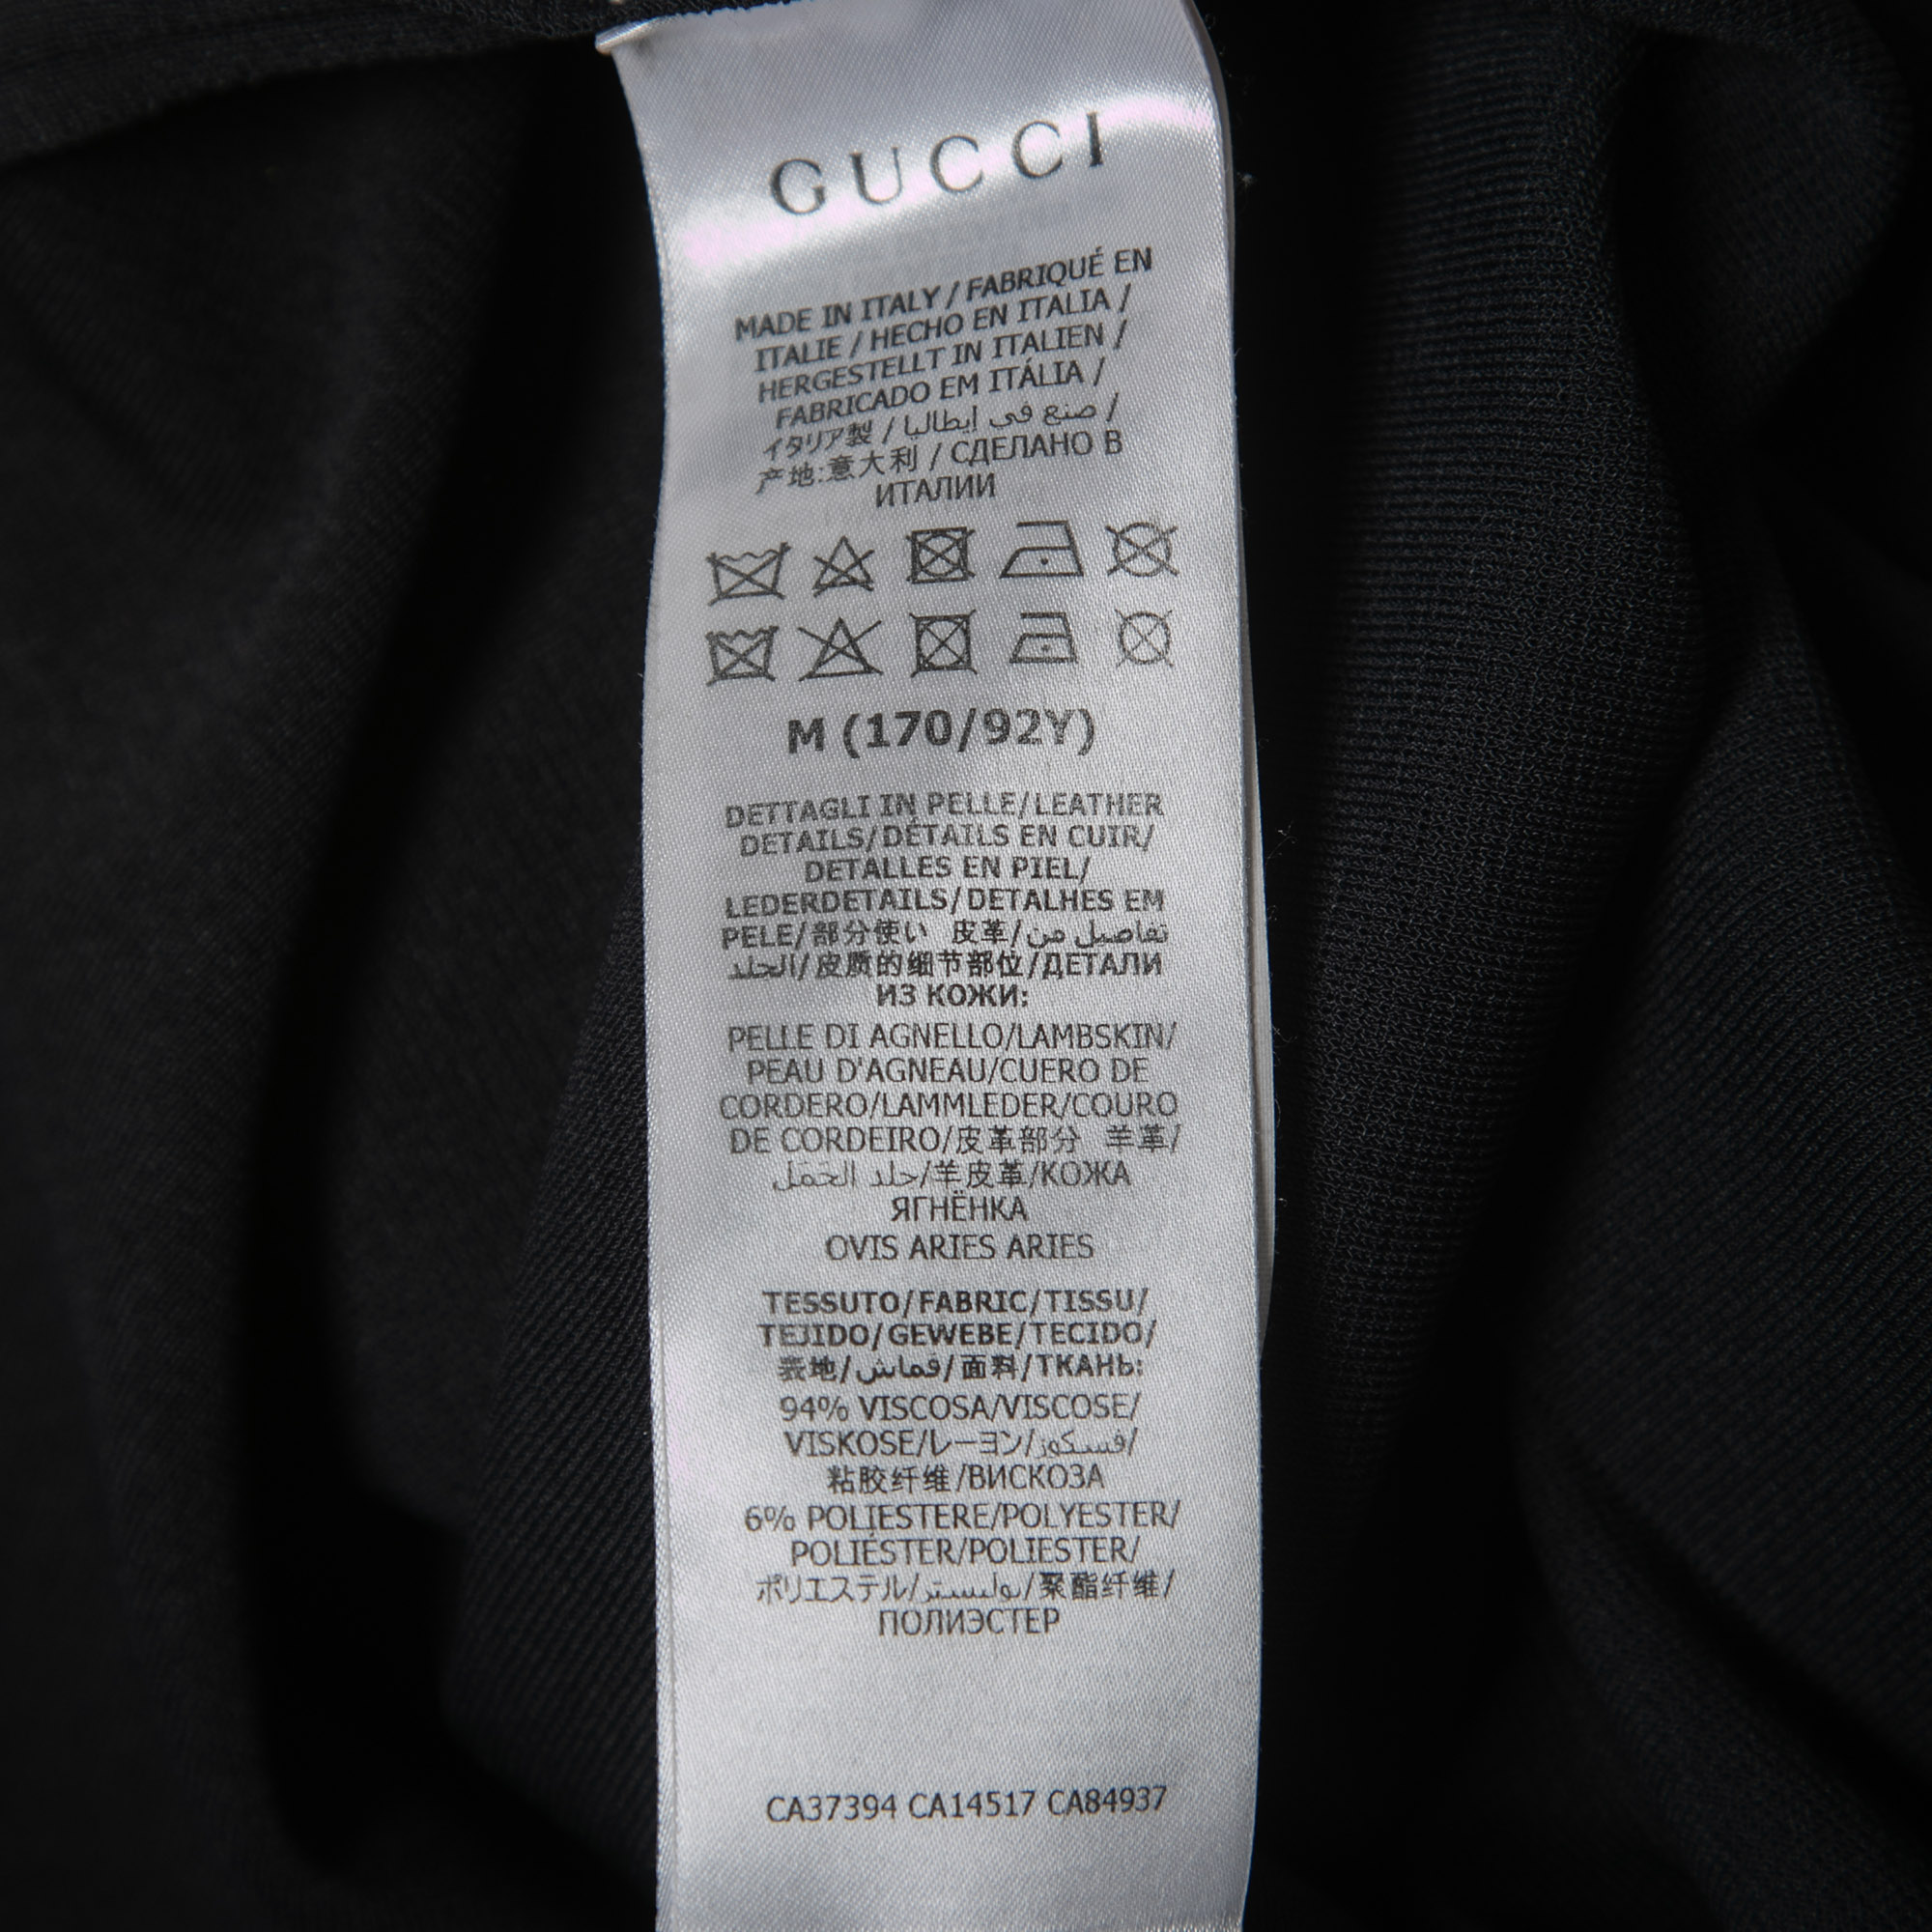 GUCCI
MADE IN ITALY / FABRIQUÉ EN
ITALIE / HECHO EN ITALIA /
HERGESTELLT IN ITALIEN /
FABRICADO EM ITÁLIA /
イタリア製 / صنع في إيطاليا /
产地:意大利 / СДЕЛАНО В
ИТАЛИИ
M (170/92Y)
DETTAGLI IN PELLE/LEATHER
DETAILS/DÉTAILS EN CUIR/
DETALLES EN PIEL/
LEDERDETAILS/DETALHES EM
PELE/部分使い 皮革/تفاصيل من
الجلد/皮质的细节部位/ДЕТАЛИ
ИЗ КОЖИ:
PELLE DI AGNELLO/LAMBSKIN/
PEAU D'AGNEAU/CUERO DE
CORDERO/LAMMLEDER/COURO
DE CORDEIRO/皮革部分 羊革/
جلد الحَمَل/羊皮革/КОЖА
ЯГНЁНКА
OVIS ARIES ARIES
TESSUTO/FABRIC/TISSU/
TEJIDO/GEWEBE/TECIDO/
表地/قماش/面料/ТКАНЬ:
94% VISCOSA/VISCOSE/
VISKOSE/レーヨン/فسكوز/
粘胶纤维/ВИСКОЗА
6% POLIESTERE/POLYESTER/
POLIÉSTER/POLIESTER/
ポリエステル/بوليستر/聚酯纤维/
ПОЛИЭСТЕР
CA37394 CA14517 CA84937